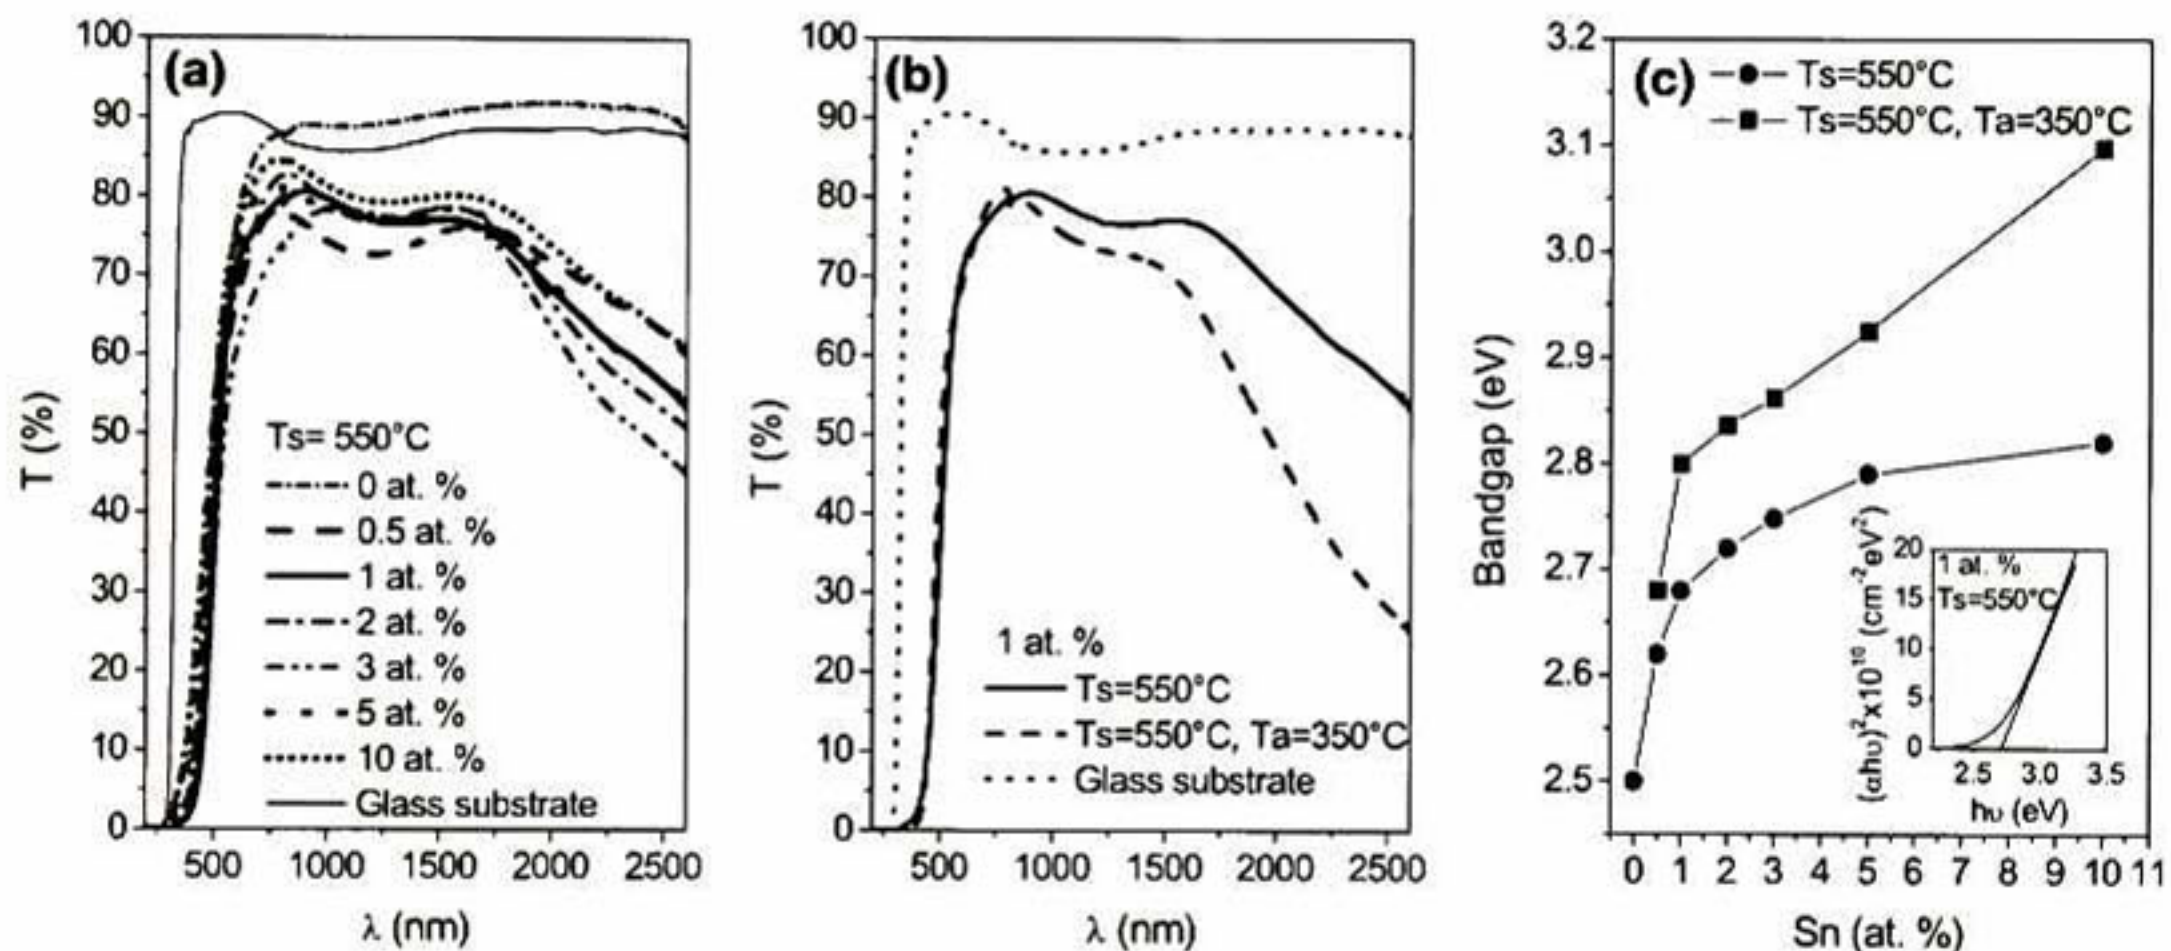 (a)
100
90
80
70
60
50
40
30
20
10
0
T (%)
Ts= 550°C
0 at. %
0.5 at. %
1 at. %
2 at. %
3 at. %
5 at. %
10 at. %
Glass substrate
500 1000 1500 2000 2500
λ (nm)
(b)
100
90
80
70
60
50
40
30
20
10
0
T (%)
1 at. %
Ts=550°C
Ts=550°C, Ta=350°C
Glass substrate
500 1000 1500 2000 2500
λ (nm)
(c)
Ts=550°C
Ts=550°C, Ta=350°C
3.2
3.1
3.0
2.9
2.8
2.7
2.6
2.5
Bandgap (eV)
(αhυ)²x10¹⁰ (cm⁻²eV²)
20
15
10
5
0
1 at. %
Ts=550°C
2.5 3.0 3.5
hυ (eV)
0 1 2 3 4 5 6 7 8 9 10 11
Sn (at. %)